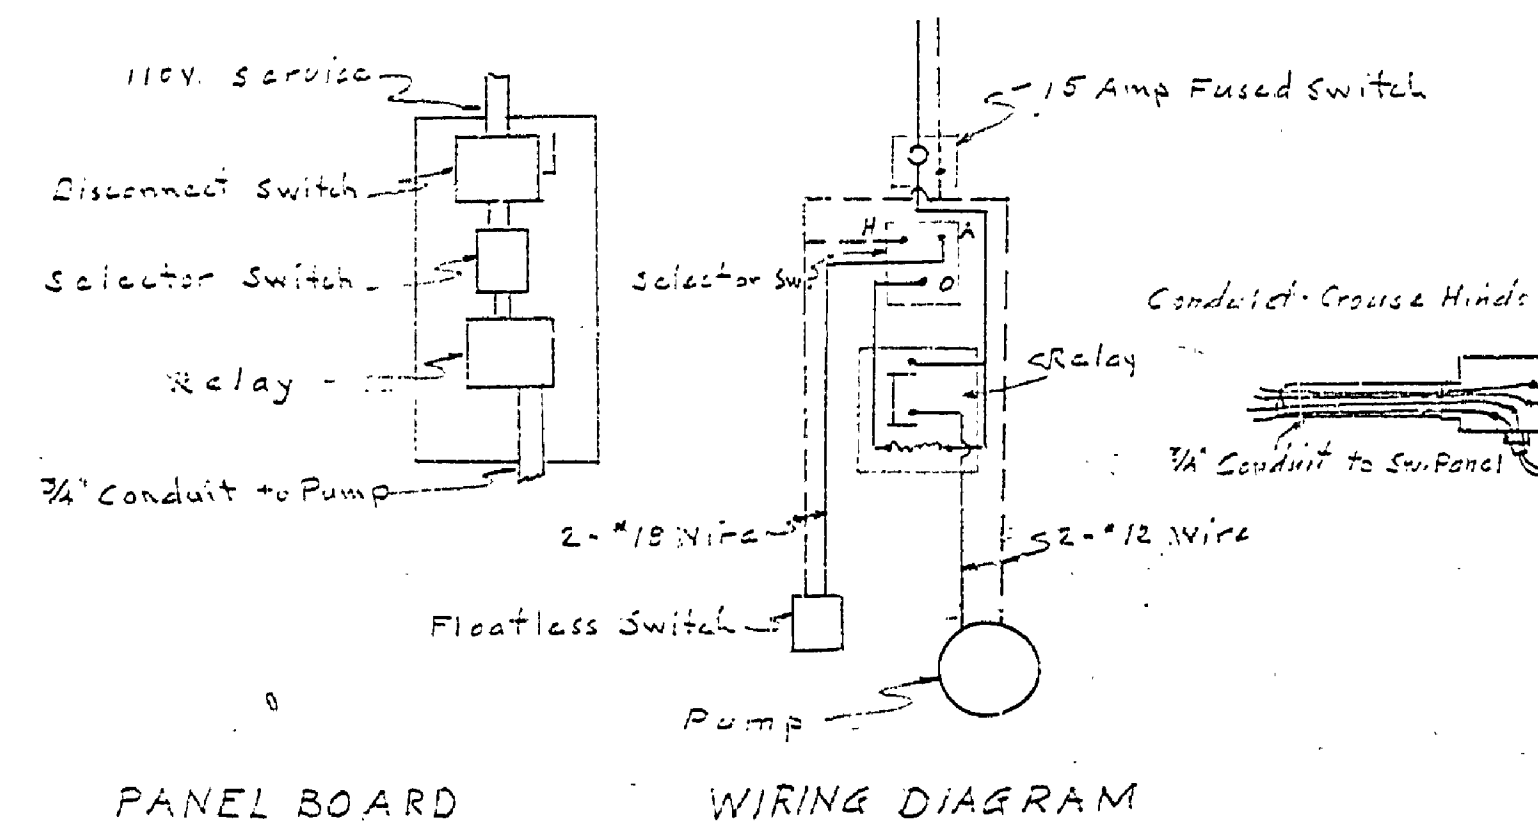 110V. Service
Disconnect Switch
Selector Switch
Relay
3/4" Conduit to Pump
PANEL BOARD
15 Amp Fused Switch
H
A
Selector Sw.
O
Relay
2-#18 Wire
2-#12 Wire
Floatless Switch
Pump
WIRING DIAGRAM
Conduit-Crouse Hinds
3/4" Conduit to Sw. Panel